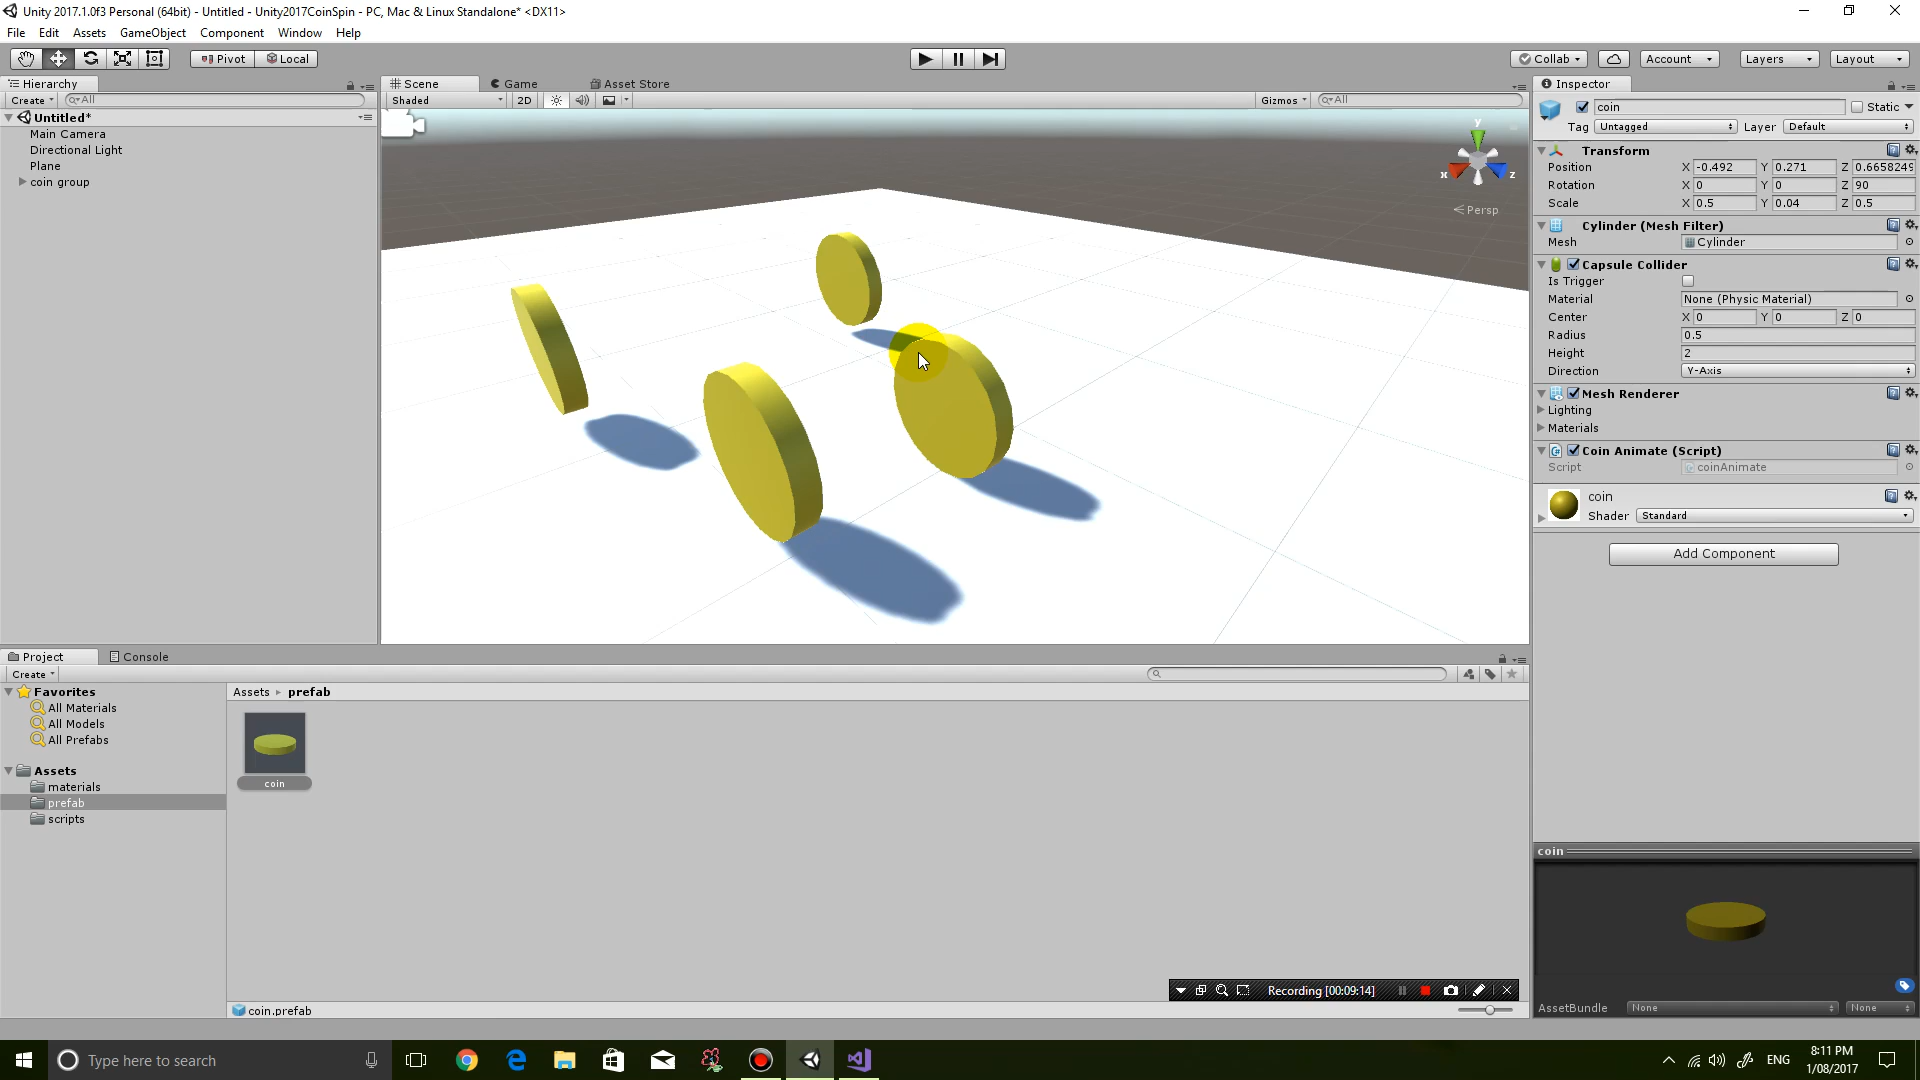 Unity 2017.1.0f3 Personal (64bit) - Untitled - Unity2017CoinSpin - PC, Mac & Linux Standalone* <DX11>
File Edit Assets GameObject Component Window Help
Pivot Local Collab Account Layers Layout
Hierarchy
Create All
Untitled*
Main Camera
Directional Light
Plane
coin group
Scene Game Asset Store
Shaded 2D Gizmos All
y
x z
Persp
Inspector
coin Static
Tag Untagged Layer Default
Transform
Position X -0.492 Y 0.271 Z 0.6658249
Rotation X 0 Y 0 Z 90
Scale X 0.5 Y 0.04 Z 0.5
Cylinder (Mesh Filter)
Mesh Cylinder
Capsule Collider
Is Trigger
Material None (Physic Material)
Center X 0 Y 0 Z 0
Radius 0.5
Height 2
Direction Y-Axis
Mesh Renderer
Lighting
Materials
Coin Animate (Script)
Script coinAnimate
coin
Shader Standard
Add Component
Project Console
Create
Favorites
All Materials
All Models
All Prefabs
Assets
materials
prefab
scripts
Assets prefab
coin
coin.prefab
coin
AssetBundle None None
Recording [00:09:14]
Type here to search
ENG
8:11 PM
1/08/2017